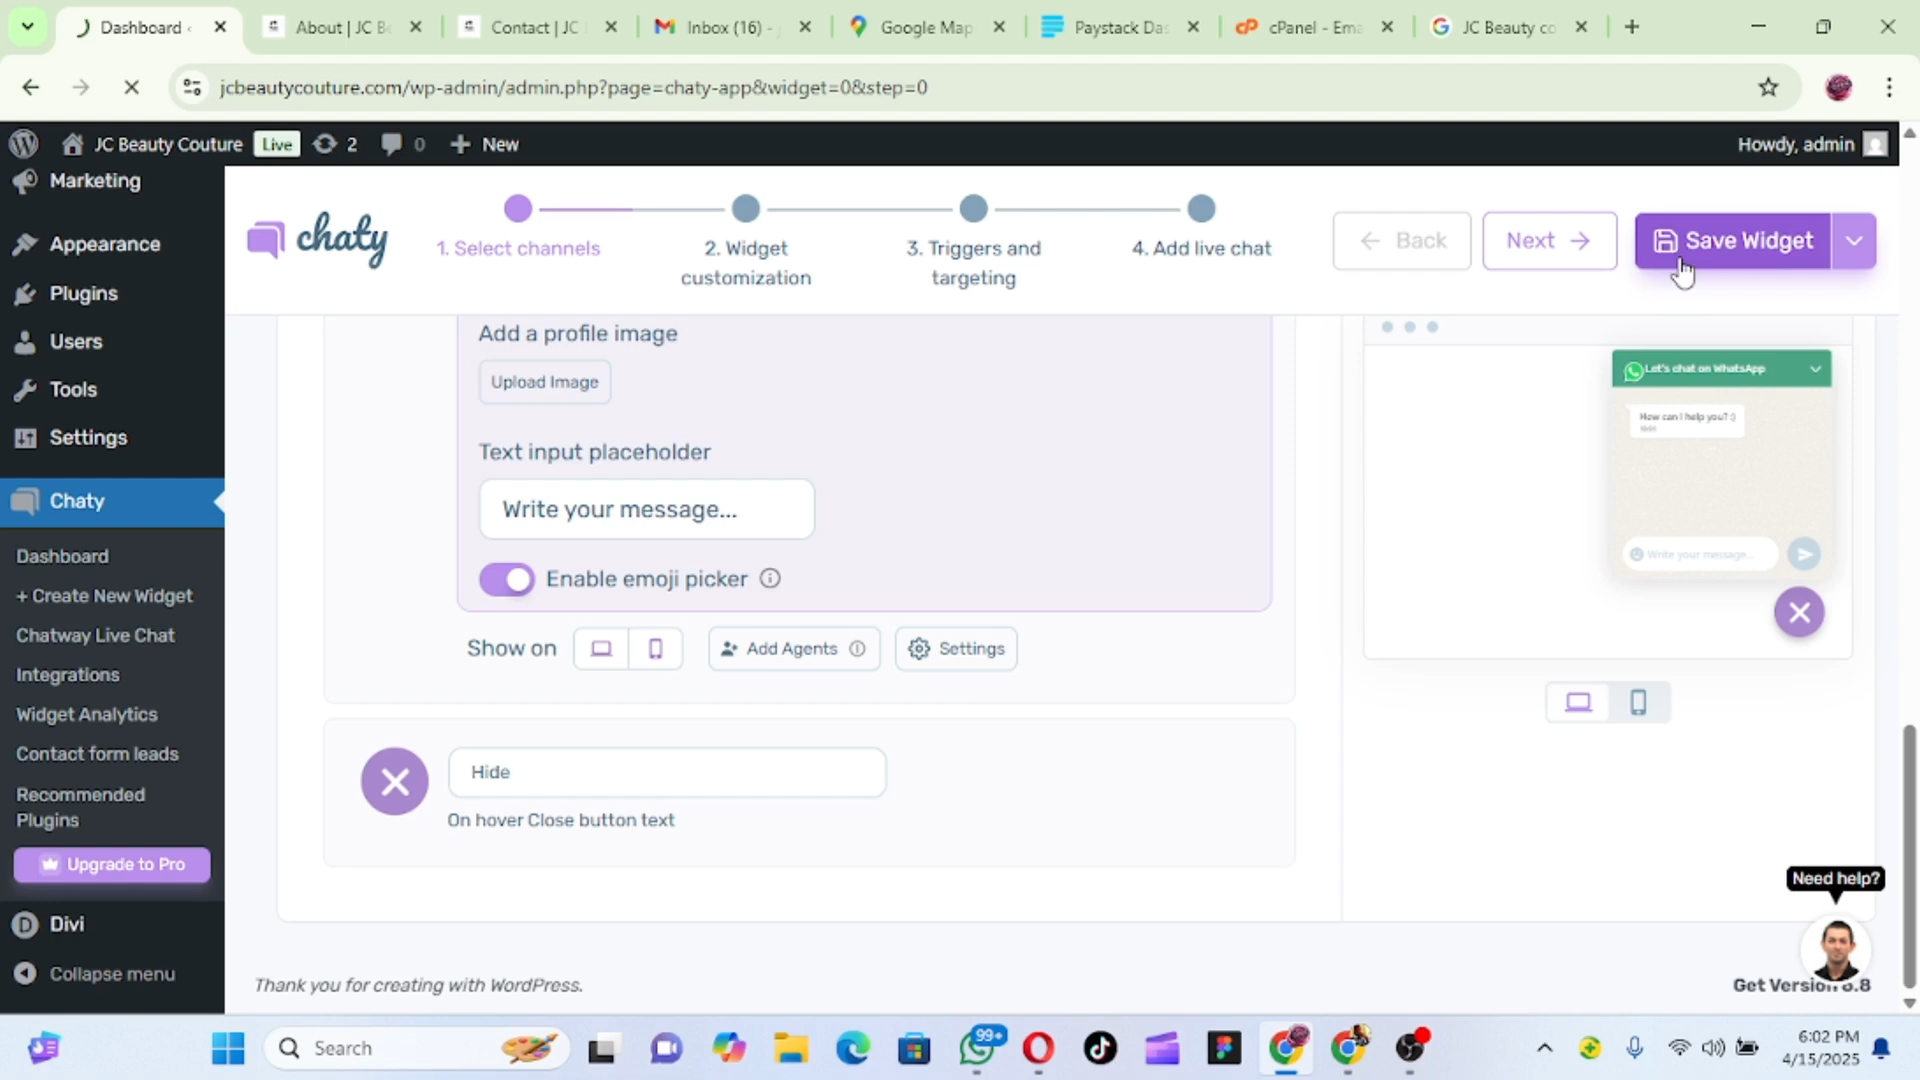 Dashboard
About | JC Be
Contact | JC
Inbox (16) -
Google Map
Paystack Das
cPanel - Ema
JC Beauty co
jcbeautycouture.com/wp-admin/admin.php?page=chaty-app&widget=0&step=0
JC Beauty Couture Live 2 0 New
Howdy, admin
Marketing
Appearance
Plugins
Users
Tools
Settings
Chaty
Dashboard
+ Create New Widget
Chatway Live Chat
Integrations
Widget Analytics
Contact form leads
Recommended
Plugins
Upgrade to Pro
Divi
Collapse menu
chaty
1. Select channels
2. Widget
customization
3. Triggers and
targeting
4. Add live chat
Back
Next
Save Widget
Add a profile image
Upload Image
Text input placeholder
Write your message...
Enable emoji picker
Show on
Add Agents
Settings
Hide
On hover Close button text
Let's chat on WhatsApp
How can I help you? :)
Write your message...
Need help?
Thank you for creating with WordPress.
Search
99+
6:02 PM
4/15/2025